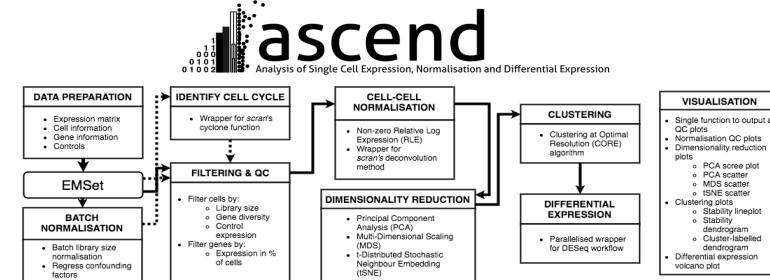 11
000
0101
01002
ascend
Analysis of Single Cell Expression, Normalisation and Differential Expression
DATA PREPARATION
• Expression matrix
• Cell information
• Gene information
• Controls
EMSet
BATCH
NORMALISATION
• Batch library size
normalisation
• Regress confounding
factors
IDENTIFY CELL CYCLE
• Wrapper for scran's
cyclone function
FILTERING & QC
• Filter cells by:
o Library size
o Gene diversity
o Control
expression
• Filter genes by:
o Expression in %
of cells
CELL-CELL
NORMALISATION
• Non-zero Relative Log
Expression (RLE)
• Wrapper for
scran's deconvolution
method
DIMENSIONALITY REDUCTION
• Principal Component
Analysis (PCA)
• Multi-Dimensional Scaling
(MDS)
• t-Distributed Stochastic
Neighbour Embedding
(tSNE)
CLUSTERING
• Clustering at Optimal
Resolution (CORE)
algorithm
DIFFERENTIAL
EXPRESSION
• Parallelised wrapper
for DESeq workflow
VISUALISATION
• Single function to output a
QC plots
• Normalisation QC plots
• Dimensionality reduction
plots
o PCA scree plot
o PCA scatter
o MDS scatter
o tSNE scatter
• Clustering plots
o Stability lineplot
o Stability
dendrogram
o Cluster-labelled
dendrogram
• Differential expression
volcano plot